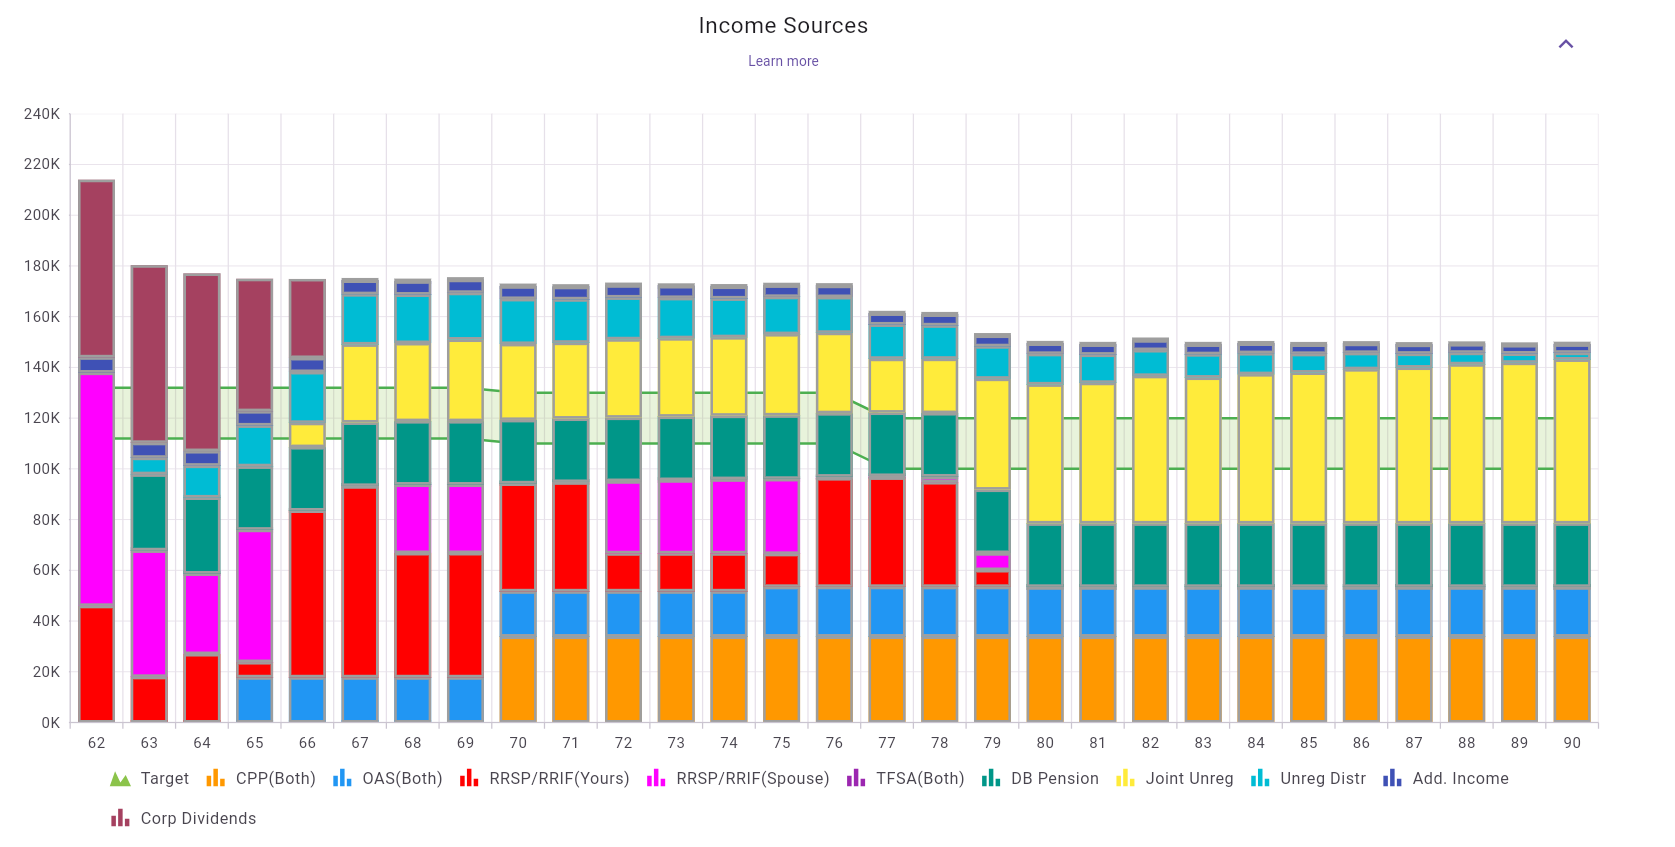 Income Sources
Learn more
240K
220K
200K
180K
160K
140K
120K
100K
80K
60K
40K
20K
0K
62 63 64 65 66 67 68 69 70 71 72 73 74 75 76 77 78 79 80 81 82 83 84 85 86 87 88 89 90
Target CPP(Both) OAS(Both) RRSP/RRIF(Yours) RRSP/RRIF(Spouse) TFSA(Both) DB Pension Joint Unreg Unreg Distr Add. Income
Corp Dividends